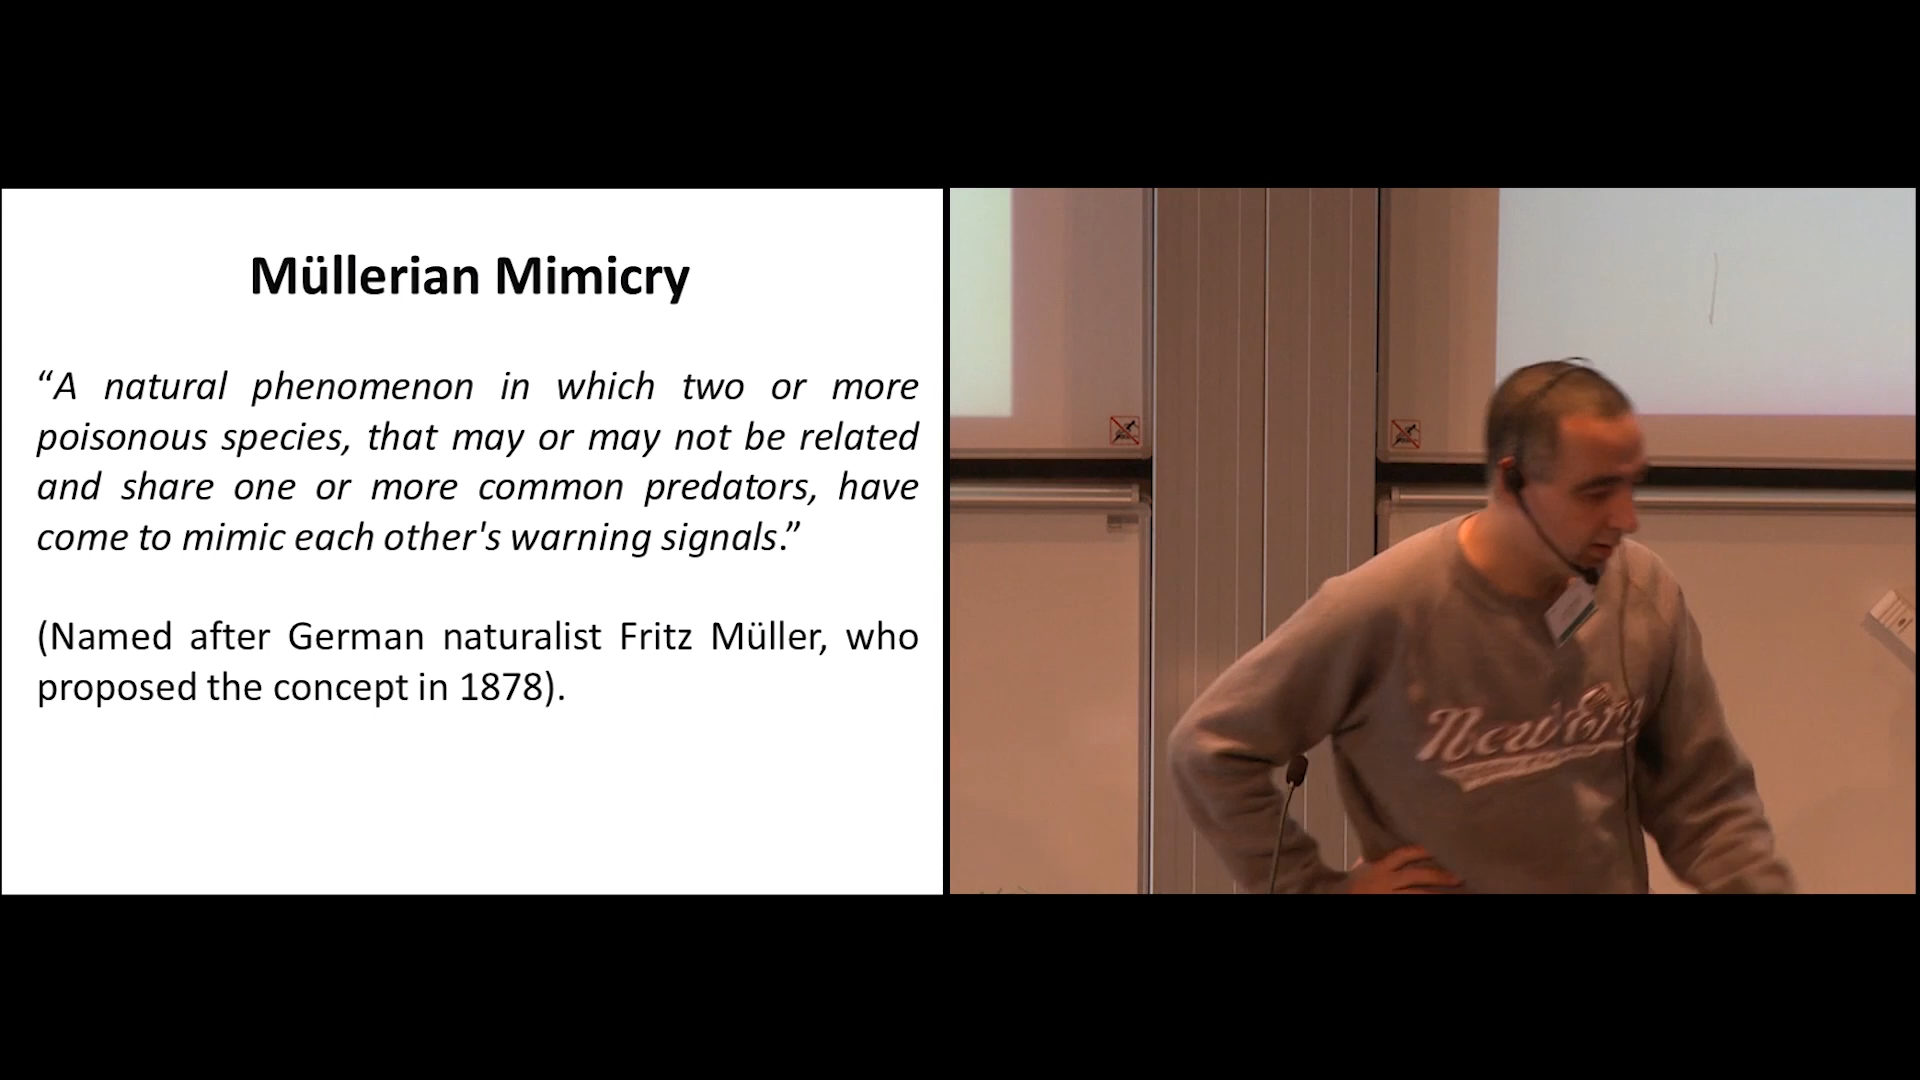 Müllerian Mimicry
“A natural phenomenon in which two or more
poisonous species, that may or may not be related
and share one or more common predators, have
come to mimic each other's warning signals.”
(Named after German naturalist Fritz Müller, who
proposed the concept in 1878).
New